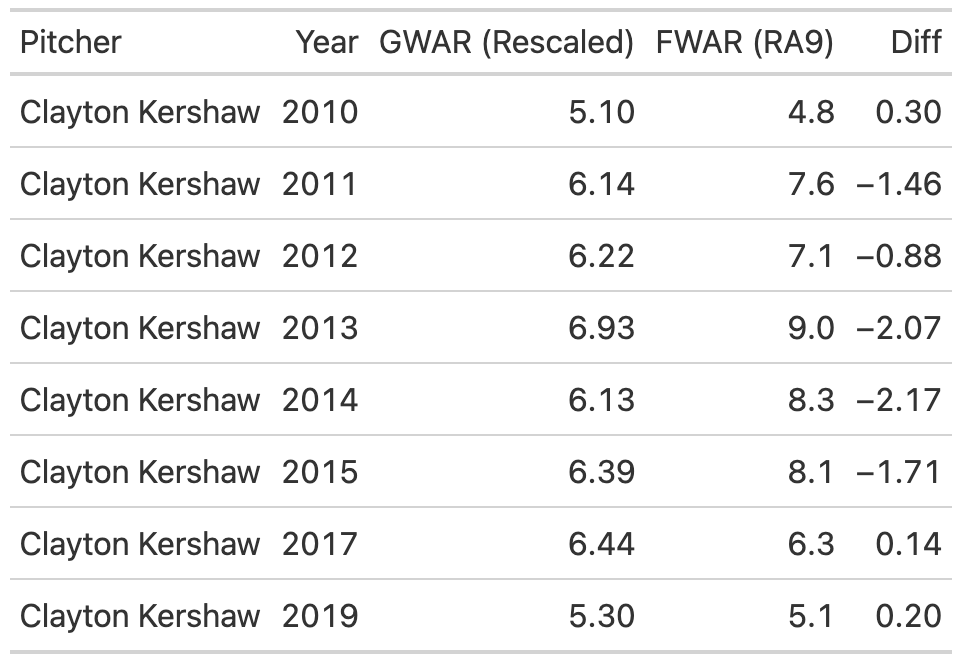 Pitcher Year GWAR (Rescaled) FWAR (RA9) Diff
Clayton Kershaw 2010 5.10 4.8 0.30
Clayton Kershaw 2011 6.14 7.6 −1.46
Clayton Kershaw 2012 6.22 7.1 −0.88
Clayton Kershaw 2013 6.93 9.0 −2.07
Clayton Kershaw 2014 6.13 8.3 −2.17
Clayton Kershaw 2015 6.39 8.1 −1.71
Clayton Kershaw 2017 6.44 6.3 0.14
Clayton Kershaw 2019 5.30 5.1 0.20